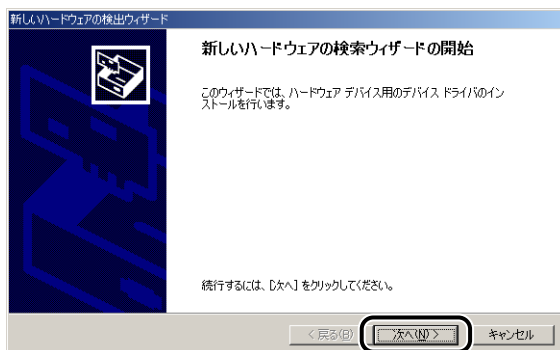 新しいハードウェアの検出ウィザード
新しいハードウェアの検索ウィザードの開始
このウィザードでは、ハードウェア デバイス用のデバイス ドライバのイン
ストールを行います。
続行するには、[次へ] をクリックしてください。
< 戻る(B)
次へ(N) >
キャンセル